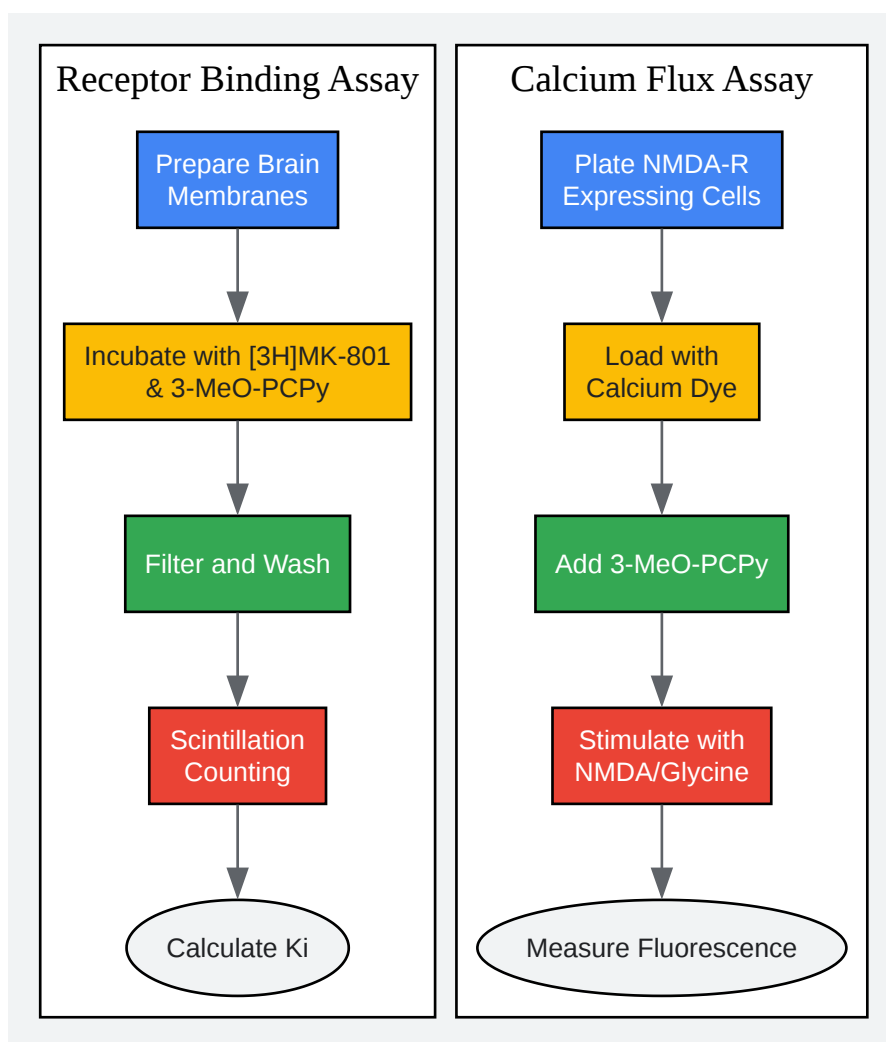 Receptor Binding Assay
Prepare Brain
Membranes
Incubate with [3H]MK-801
& 3-MeO-PCPy
Filter and Wash
Scintillation
Counting
Calculate Ki
Calcium Flux Assay
Plate NMDA-R
Expressing Cells
Load with
Calcium Dye
Add 3-MeO-PCPy
Stimulate with
NMDA/Glycine
Measure Fluorescence